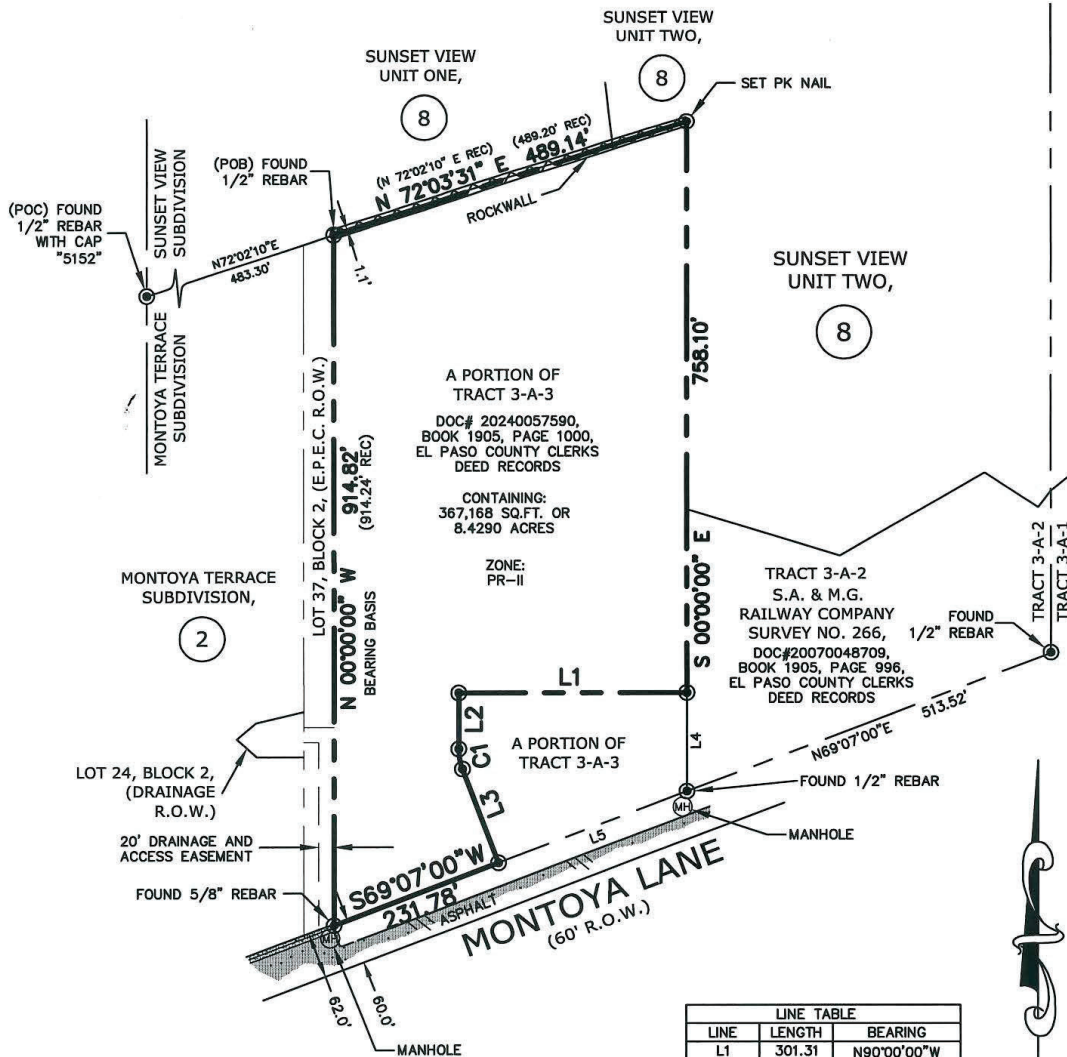 SUNSET VIEW
UNIT TWO,
8
SUNSET VIEW
UNIT ONE,
8
SET PK NAIL
(POB) FOUND
1/2" REBAR
(N 72°02'10" E REC) (489.20' REC)
N 72°03'31" E 489.14'
ROCKWALL
(POC) FOUND
1/2" REBAR
WITH CAP
"5152"
SUNSET VIEW
SUBDIVISION
MONTOYA TERRACE
SUBDIVISION
N72°02'10"E
483.30'
1.1'
SUNSET VIEW
UNIT TWO,
8
758.10'
S 00°00'00" E
A PORTION OF
TRACT 3-A-3
DOC# 20240057590,
BOOK 1905, PAGE 1000,
EL PASO COUNTY CLERKS
DEED RECORDS
CONTAINING:
367,168 SQ.FT. OR
8.4290 ACRES
ZONE:
PR-II
LOT 37, BLOCK 2, (E.P.E.C. R.O.W.)
914.82'
(914.24' REC)
N 00°00'00" W
BEARING BASIS
MONTOYA TERRACE
SUBDIVISION,
2
TRACT 3-A-2
S.A. & M.G.
RAILWAY COMPANY
SURVEY NO. 266,
DOC#20070048709,
BOOK 1905, PAGE 996,
EL PASO COUNTY CLERKS
DEED RECORDS
TRACT 3-A-2
TRACT 3-A-1
FOUND
1/2" REBAR
L1
L2
C1
L3
L4
A PORTION OF
TRACT 3-A-3
N69°07'00"E 513.52'
LOT 24, BLOCK 2,
(DRAINAGE
R.O.W.)
FOUND 1/2" REBAR
MH
MANHOLE
L5
20' DRAINAGE AND
ACCESS EASEMENT
FOUND 5/8" REBAR
S69°07'00"W
231.78'
ASPHALT
MONTOYA LANE
(60' R.O.W.)
MH
62.0'
60.0'
MANHOLE
LINE TABLE
LINE LENGTH BEARING
L1 301.31 N90°00'00"W